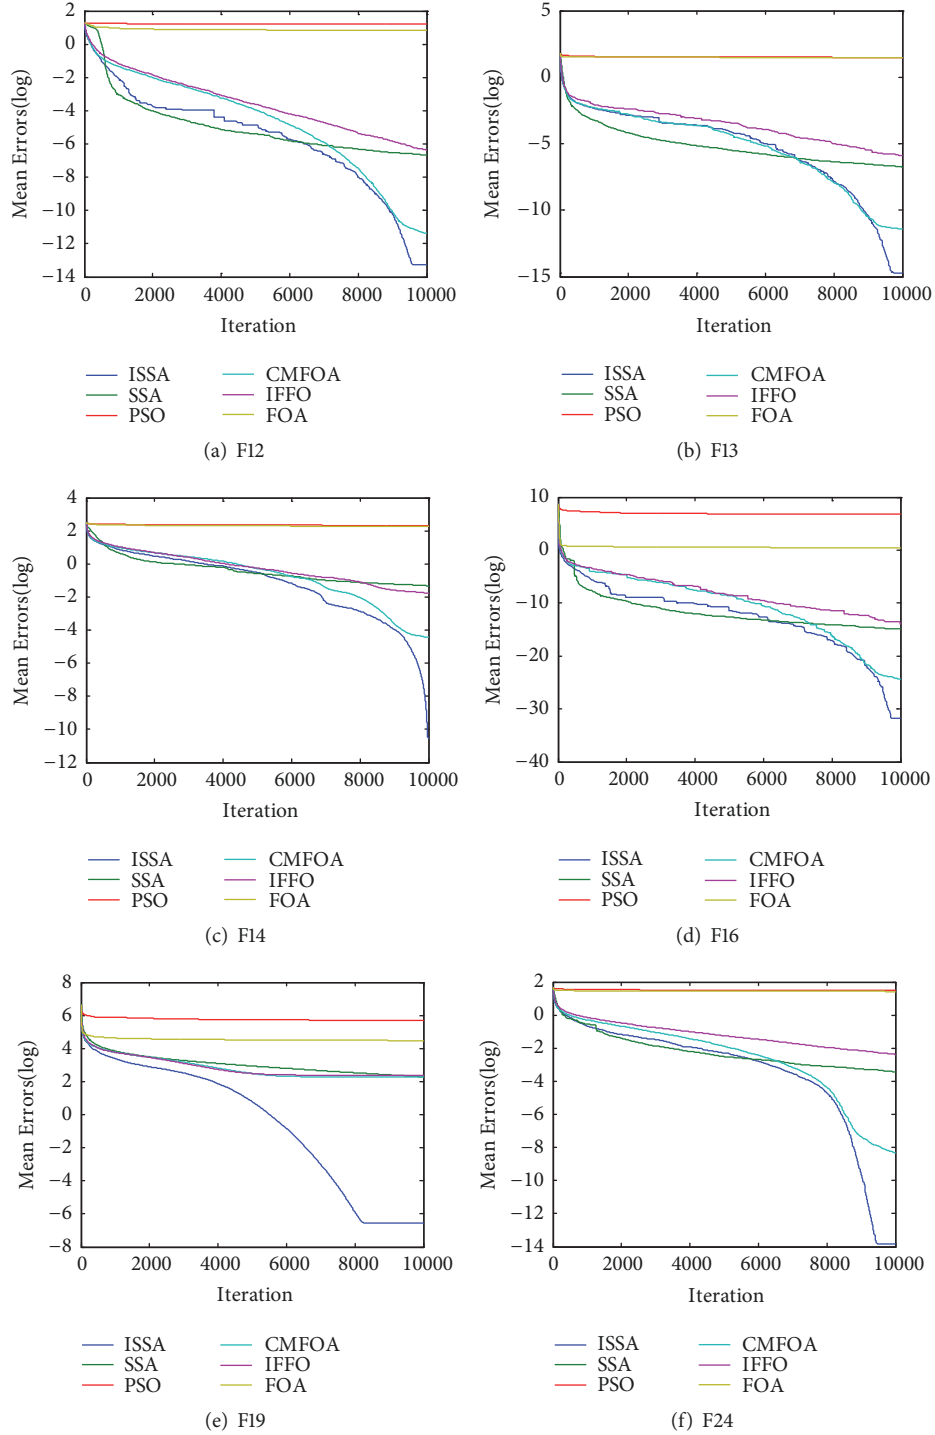 2
0
−2
−4
−6
−8
−10
−12
−14
Mean Errors(log)
0 2000 4000 6000 8000 10000
Iteration
ISSA
SSA
PSO
CMFOA
IFFO
FOA
(a) F12
5
0
−5
−10
−15
Mean Errors(log)
0 2000 4000 6000 8000 10000
Iteration
ISSA
SSA
PSO
CMFOA
IFFO
FOA
(b) F13
4
2
0
−2
−4
−6
−8
−10
−12
Mean Errors(log)
0 2000 4000 6000 8000 10000
Iteration
ISSA
SSA
PSO
CMFOA
IFFO
FOA
(c) F14
10
0
−10
−20
−30
−40
Mean Errors(log)
0 2000 4000 6000 8000 10000
Iteration
ISSA
SSA
PSO
CMFOA
IFFO
FOA
(d) F16
8
6
4
2
0
−2
−4
−6
−8
Mean Errors(log)
0 2000 4000 6000 8000 10000
Iteration
ISSA
SSA
PSO
CMFOA
IFFO
FOA
(e) F19
2
0
−2
−4
−6
−8
−10
−12
−14
Mean Errors(log)
0 2000 4000 6000 8000 10000
Iteration
ISSA
SSA
PSO
CMFOA
IFFO
FOA
(f) F24